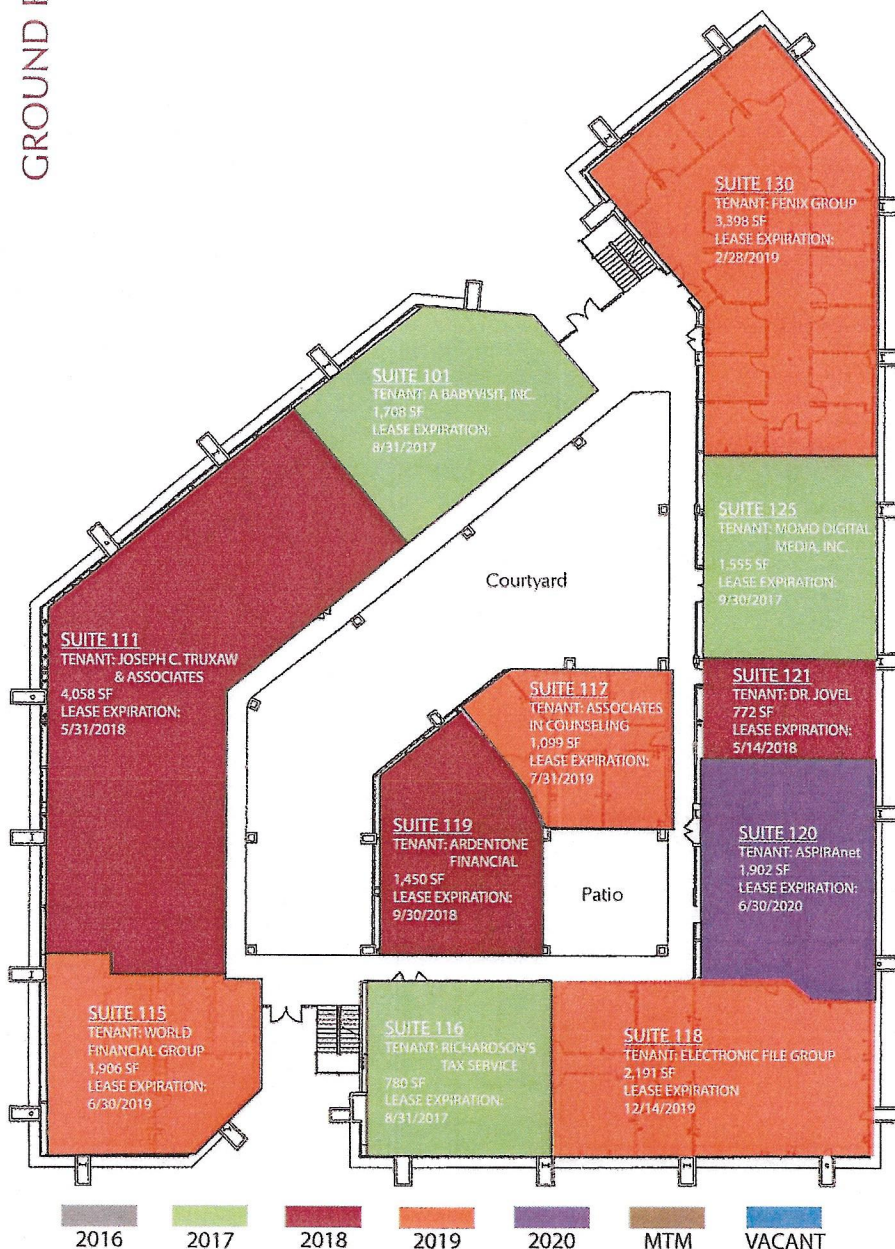 GROUND
SUITE 130
TENANT: FENIX GROUP
3,398 SF
LEASE EXPIRATION:
2/28/2019
SUITE 101
TENANT: A BABYVISIT, INC.
1,708 SF
LEASE EXPIRATION:
8/31/2017
SUITE 125
TENANT: MOMO DIGITAL
MEDIA, INC.
1,555 SF
LEASE EXPIRATION:
9/30/2017
Courtyard
SUITE 111
TENANT: JOSEPH C. TRUXAW
& ASSOCIATES
4,058 SF
LEASE EXPIRATION:
5/31/2018
SUITE 117
TENANT: ASSOCIATES
IN COUNSELING
1,099 SF
LEASE EXPIRATION:
7/31/2019
SUITE 121
TENANT: DR. JOVEL
772 SF
LEASE EXPIRATION:
5/14/2018
SUITE 119
TENANT: ARDENTONE
FINANCIAL
1,450 SF
LEASE EXPIRATION:
9/30/2018
Patio
SUITE 120
TENANT: ASPIRAnet
1,902 SF
LEASE EXPIRATION:
6/30/2020
SUITE 115
TENANT: WORLD
FINANCIAL GROUP
1,906 SF
LEASE EXPIRATION:
6/30/2019
SUITE 116
TENANT: RICHARDSON'S
TAX SERVICE
780 SF
LEASE EXPIRATION:
8/31/2017
SUITE 118
TENANT: ELECTRONIC FILE GROUP
2,191 SF
LEASE EXPIRATION
12/14/2019
2016
2017
2018
2019
2020
MTM
VACANT